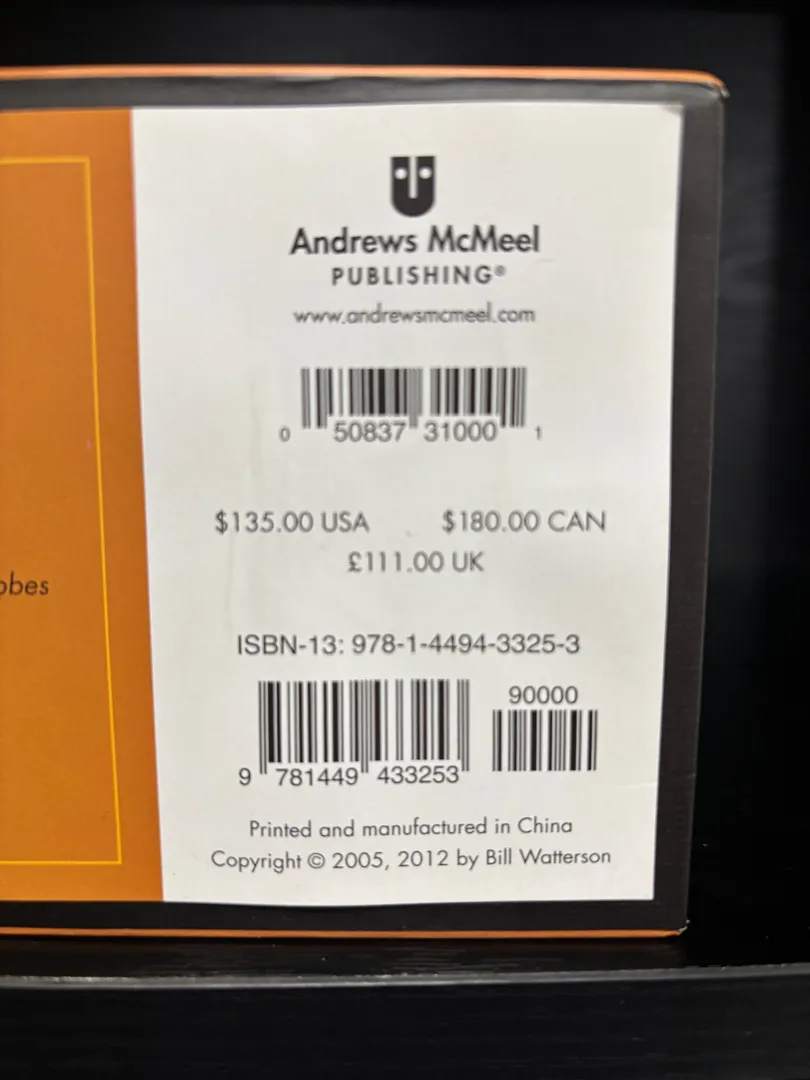 Andrews McMeel
PUBLISHING®
www.andrewsmcmeel.com
0 50837 31000 1
$135.00 USA $180.00 CAN
£111.00 UK
obes
ISBN-13: 978-1-4494-3325-3
90000
9 781449 433253
Printed and manufactured in China
Copyright © 2005, 2012 by Bill Watterson